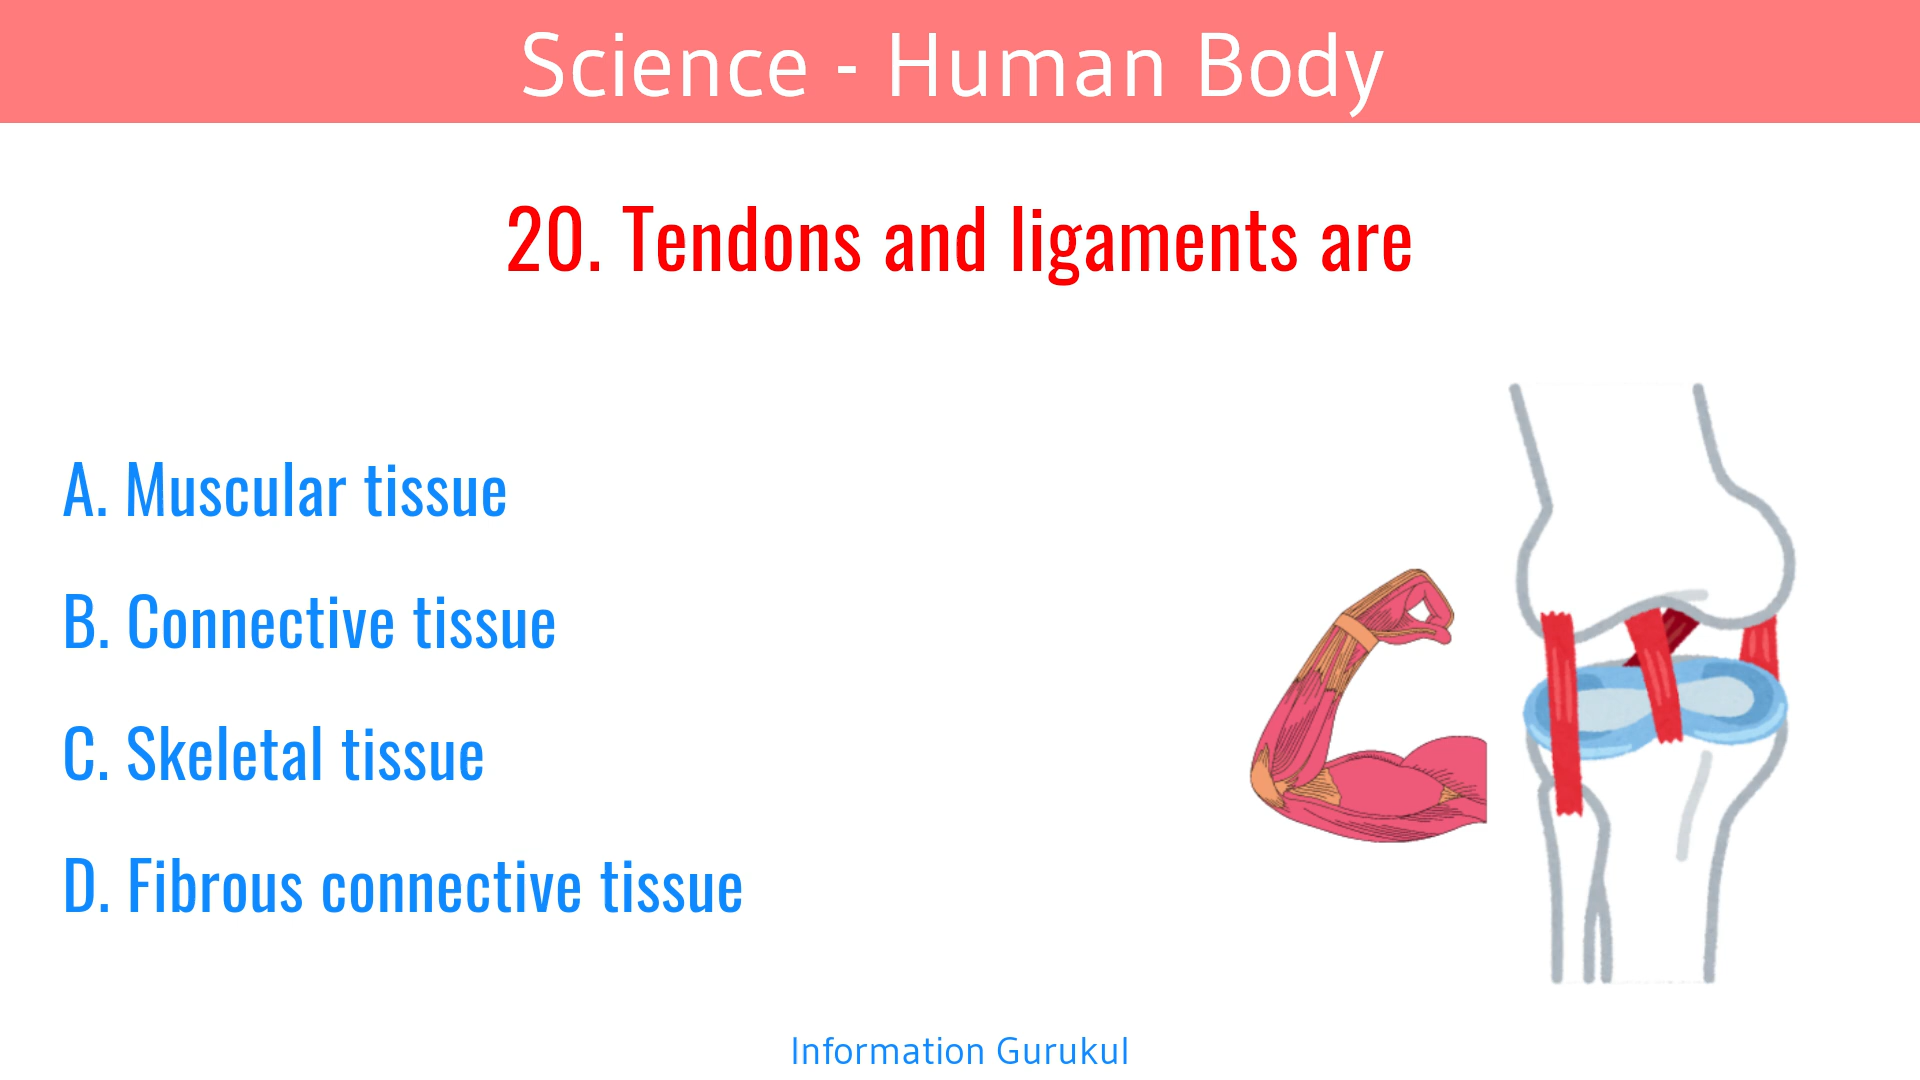 Science - Human Body
20. Tendons and ligaments are
A. Muscular tissue
B. Connective tissue
C. Skeletal tissue
D. Fibrous connective tissue
Information Gurukul